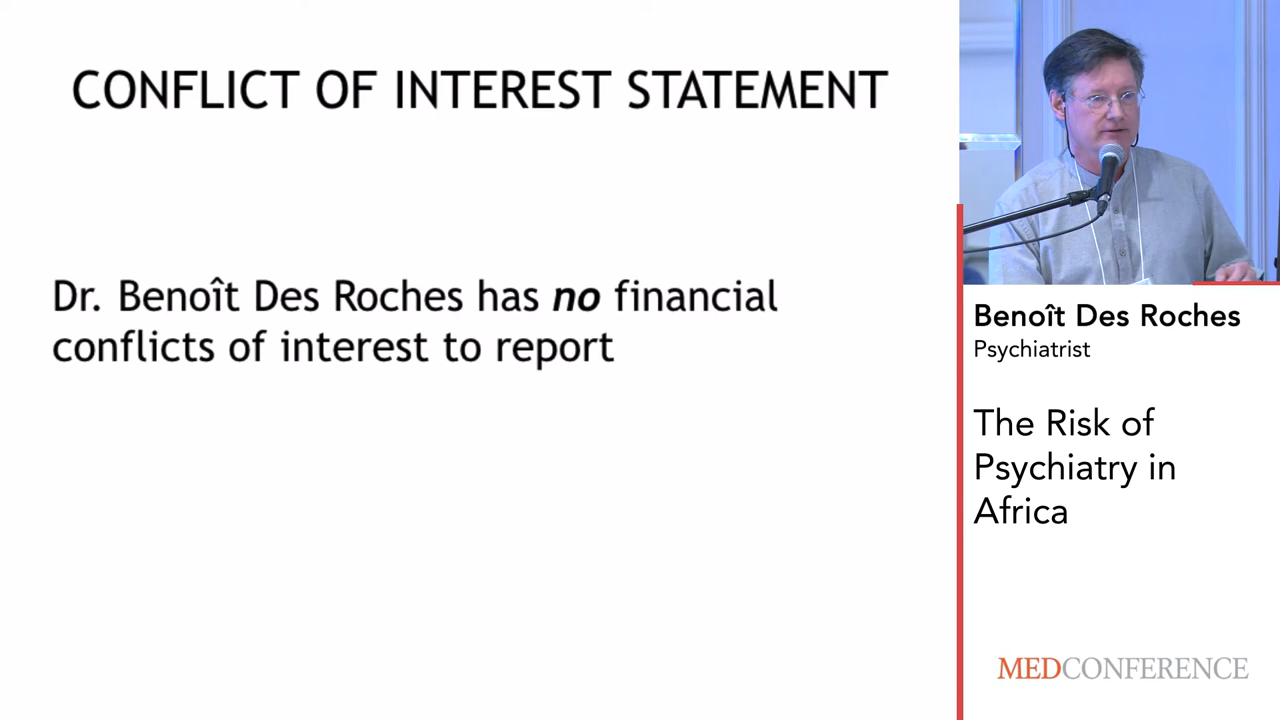 CONFLICT OF INTEREST STATEMENT
Dr. Benoît Des Roches has no financial
conflicts of interest to report
Benoît Des Roches
Psychiatrist
The Risk of
Psychiatry in
Africa
MEDCONFERENCE